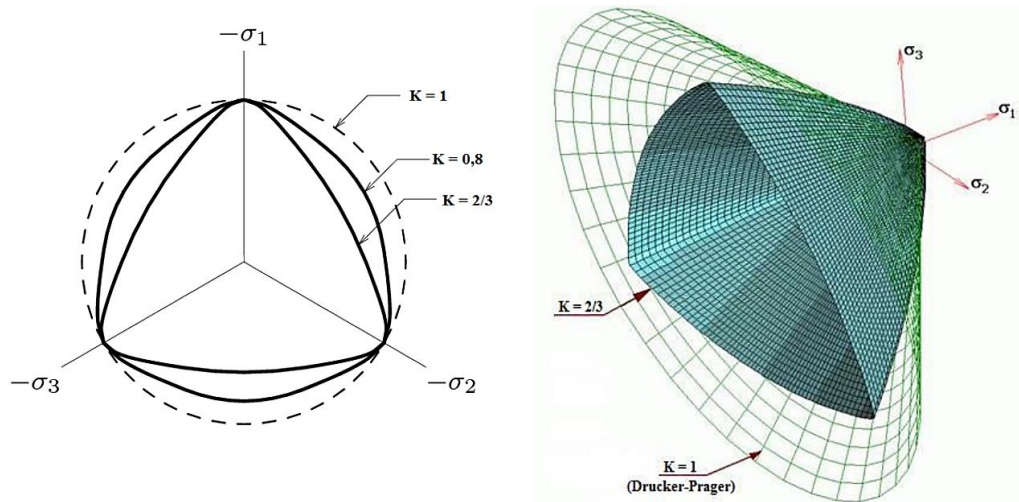 −σ₁
K = 1
K = 0,8
K = 2/3
−σ₃
−σ₂
σ₃
σ₁
σ₂
K = 2/3
K = 1
(Drucker-Prager)